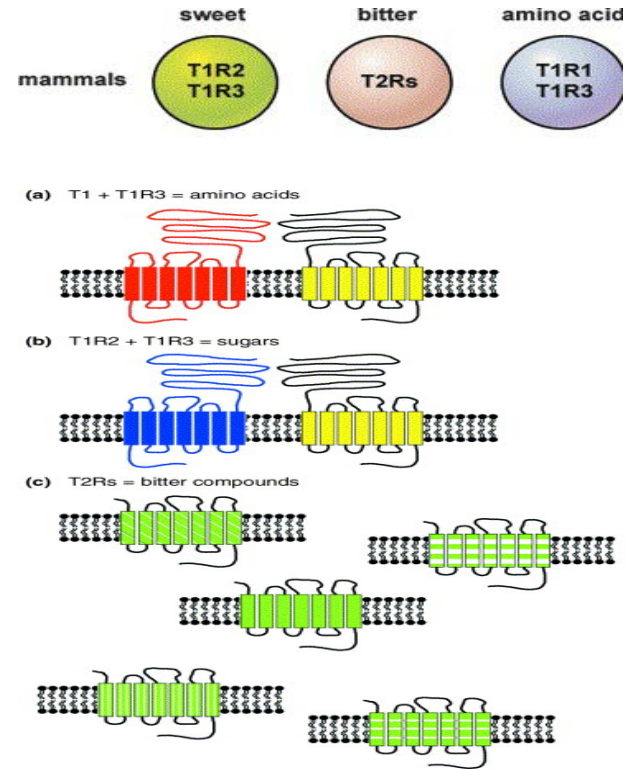 sweet bitter amino acid
mammals
T1R2
T1R3
T2Rs
T1R1
T1R3
(a) T1 + T1R3 = amino acids
(b) T1R2 + T1R3 = sugars
(c) T2Rs = bitter compounds